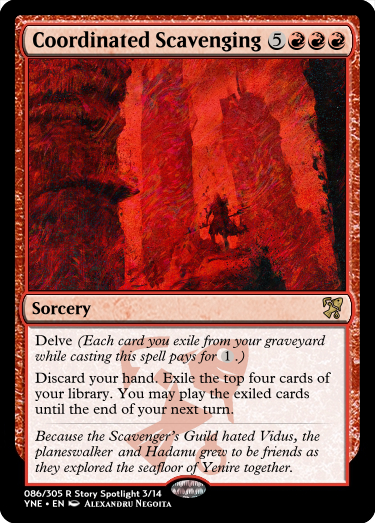 Coordinated Scavenging 5
Sorcery
Delve (Each card you exile from your graveyard
while casting this spell pays for 1 .)
Discard your hand. Exile the top four cards of
your library. You may play the exiled cards
until the end of your next turn.
Because the Scavenger's Guild hated Vidus, the
planeswalker and Hadanu grew to be friends as
they explored the seafloor of Yenire together.
086/305 R Story Spotlight 3/14
YNE • EN Alexandru Negoita